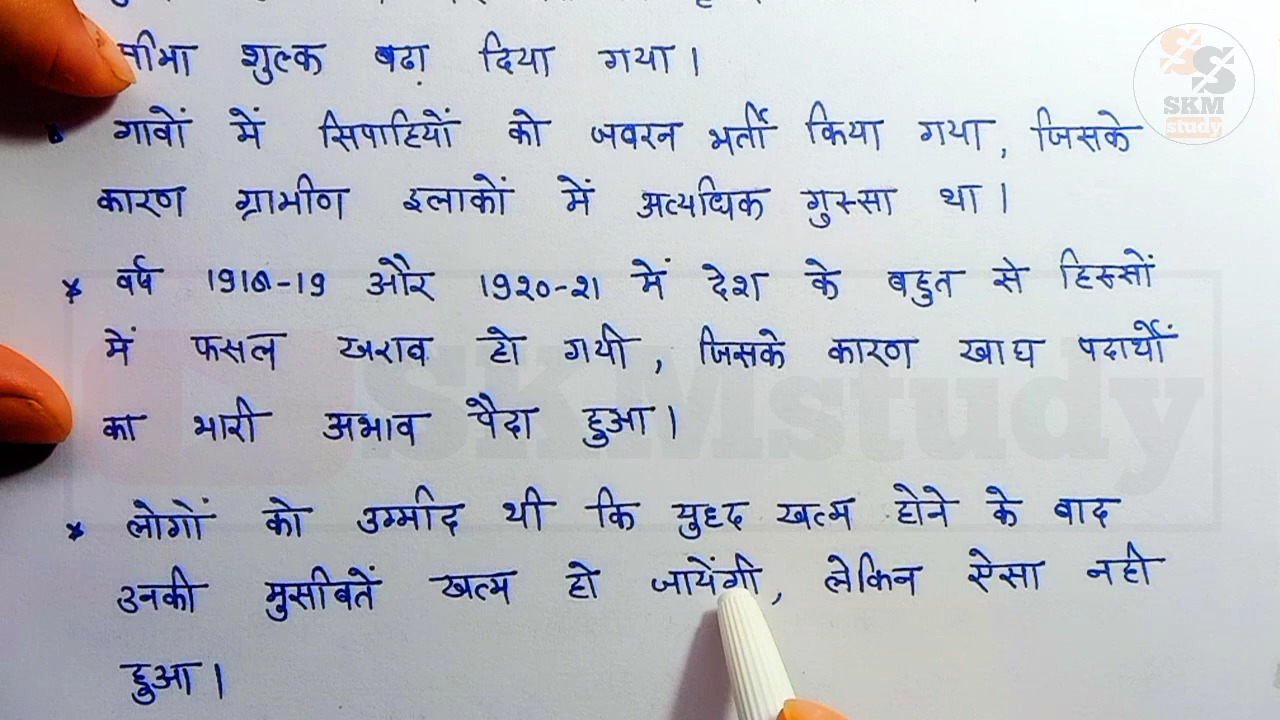 सीमा शुल्क बढा़ दिया गया।
गावों में सिपाहियों को जबरन भर्ती किया गया, जिसके
कारण ग्रामीण इलाकों में अत्यधिक गुस्सा था।
* वर्ष 1918-19 और 1920-21 में देश के बहुत से हिस्सों
में फसल खराब हो गयी, जिसके कारण खाद्य पदार्थों
का भारी अभाव पैदा हुआ।
* लोगों को उम्मीद थी कि युद्द खत्म होने के बाद
उनकी मुसीबतें खत्म हो जायेंगी, लेकिन ऐसा नही
हुआ।
SKM
study
SKMstudy